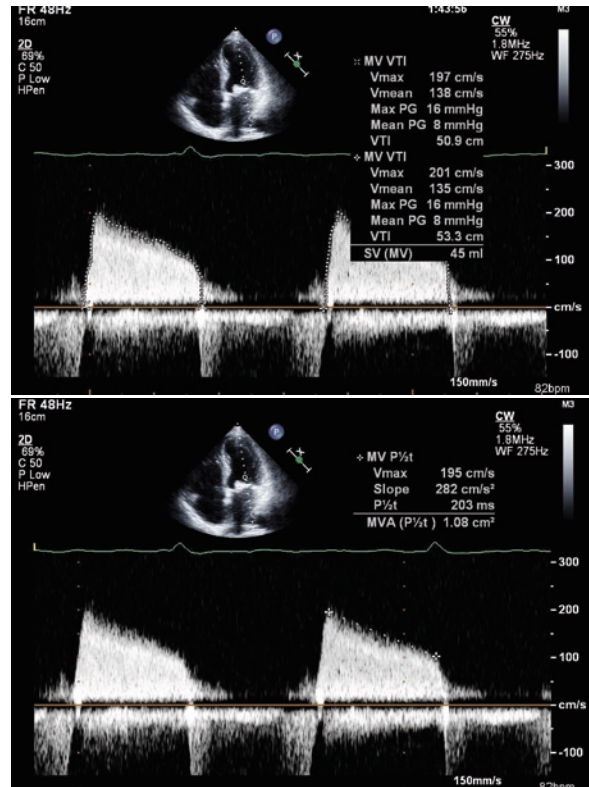 FR 48Hz
16cm
1:43:56
M3
2D
69%
C 50
P Low
HPen
P
CW
55%
1.8MHz
WF 275Hz
MV VTI
Vmax 197 cm/s
Vmean 138 cm/s
Max PG 16 mmHg
Mean PG 8 mmHg
VTI 50.9 cm
MV VTI
Vmax 201 cm/s
Vmean 135 cm/s
Max PG 16 mmHg
Mean PG 8 mmHg
VTI 53.3 cm
SV (MV) 45 ml
300
200
100
cm/s
-100
150mm/s
82bpm
FR 48Hz
16cm
M3
2D
69%
C 50
P Low
HPen
P
CW
55%
1.8MHz
WF 275Hz
MV P½t
Vmax 195 cm/s
Slope 282 cm/s²
P½t 203 ms
MVA (P½t) 1.08 cm²
300
200
100
cm/s
-100
150mm/s
82bpm